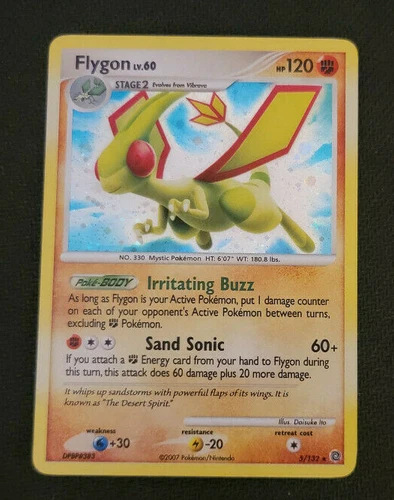 Flygon LV.60 HP 120
STAGE 2 Evolves from Vibrava
NO. 330 Mystic Pokémon HT: 6'07" WT: 180.8 lbs.
Poké-BODY Irritating Buzz
As long as Flygon is your Active Pokémon, put 1 damage counter
on each of your opponent's Active Pokémon between turns,
excluding Pokémon.
Sand Sonic 60+
If you attach a Energy card from your hand to Flygon during
this turn, this attack does 60 damage plus 20 more damage.
It whips up sandstorms with powerful flaps of its wings. It is
known as "The Desert Spirit."
Illus. Daisuke Ito
weakness resistance retreat cost
+30 -20
DPBP#383 ©2007 Pokémon/Nintendo 5/132 ★